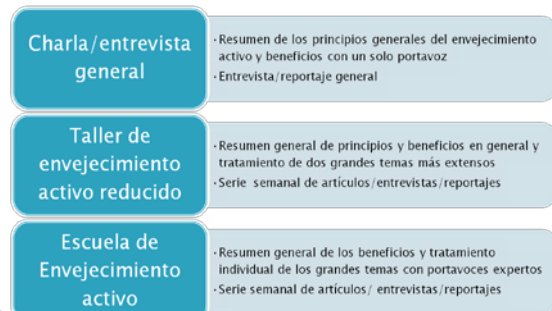 Charla/entrevista
general
· Resumen de los principios generales del envejecimiento
activo y beneficios con un solo portavoz
· Entrevista/reportaje general
Taller de
envejecimiento
activo reducido
· Resumen general de principios y beneficios en general y
tratamiento de dos grandes temas más extensos
· Serie semanal de artículos/entrevistas/reportajes
Escuela de
Envejecimiento
activo
· Resumen general de los beneficios y tratamiento
individual de los grandes temas con portavoces expertos
· Serie semanal de artículos/ entrevistas/reportajes